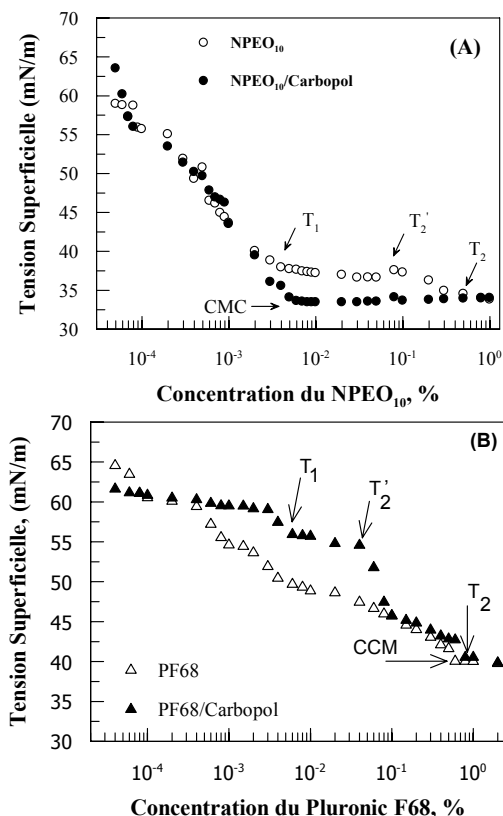 70
65
60
55
50
45
40
35
30
Tension Superficielle (mN/m)
(A)
NPEO₁₀
NPEO₁₀/Carbopol
T₁
T₂'
T₂
CMC
10⁻⁴ 10⁻³ 10⁻² 10⁻¹ 10⁰
Concentration du NPEO₁₀, %
70
65
60
55
50
45
40
35
30
Tension Superficielle, (mN/m)
(B)
T₁
T₂'
T₂
CCM
PF68
PF68/Carbopol
10⁻⁴ 10⁻³ 10⁻² 10⁻¹ 10⁰
Concentration du Pluronic F68, %